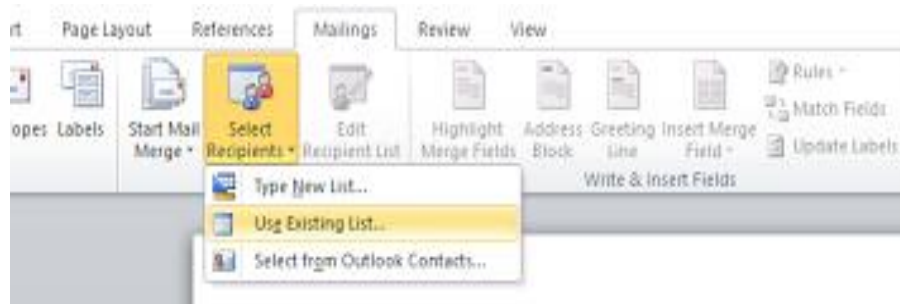 rt Page Layout References Mailings Review View
opes Labels Start Mail Merge Select Recipients Edit Recipient List Highlight Merge Fields Address Block Greeting Line Insert Merge Field Rules
Match Fields
Update Labels
Write & Insert Fields
Type New List...
Use Existing List...
Select from Outlook Contacts...